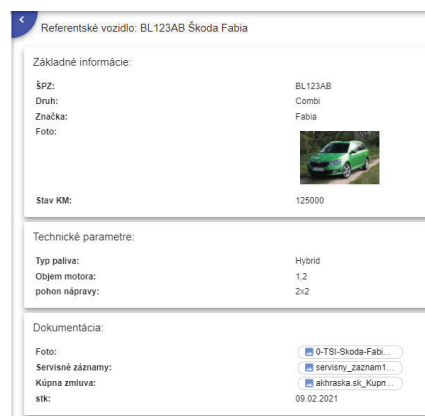 Referentské vozidlo: BL123AB Škoda Fabia
Základné informácie:
ŠPZ: BL123AB
Druh: Combi
Značka: Fabia
Foto:
Stav KM: 125000
Technické parametre:
Typ paliva: Hybrid
Objem motora: 1,2
pohon nápravy: 2x2
Dokumentácia:
Foto: 0-TSI-Skoda-Fabi...
Servisné záznamy: servisny_zaznam1...
Kúpna zmluva: akhraska.sk_Kupn...
stk: 09.02.2021